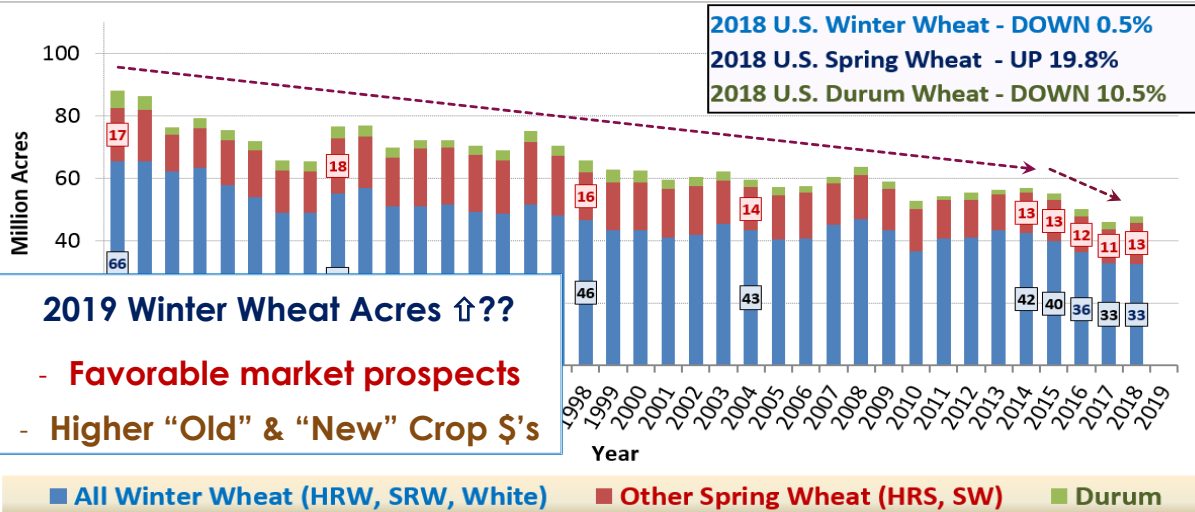 2018 U.S. Winter Wheat - DOWN 0.5%
2018 U.S. Spring Wheat - UP 19.8%
2018 U.S. Durum Wheat - DOWN 10.5%
Million Acres
100
80
60
40
17
18
16
14
13
13
12
11
13
66
46
43
42
40
36
33
33
2019 Winter Wheat Acres ⇧??
- Favorable market prospects
- Higher “Old” & “New” Crop $’s
1998 1999 2000 2001 2002 2003 2004 2005 2006 2007 2008 2009 2010 2011 2012 2013 2014 2015 2016 2017 2018 2019
Year
All Winter Wheat (HRW, SRW, White) Other Spring Wheat (HRS, SW) Durum